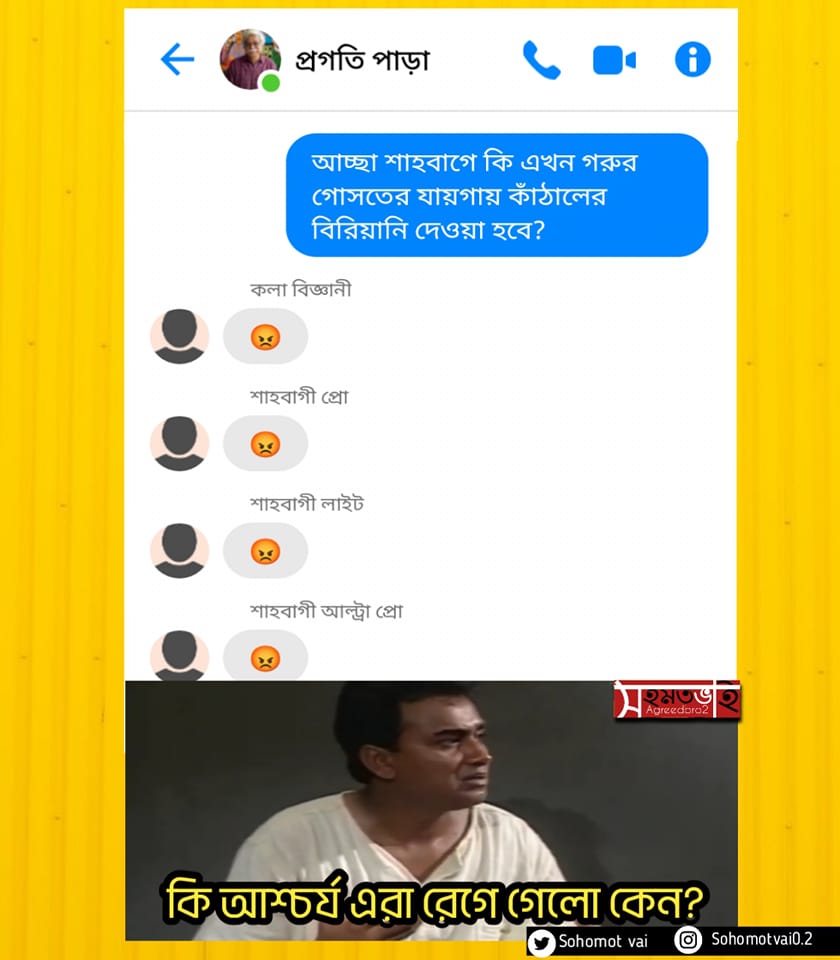 প্রগতি পাড়া
আচ্ছা শাহবাগে কি এখন গরুর
গোসতের যায়গায় কাঁঠালের
বিরিয়ানি দেওয়া হবে?
কলা বিজ্ঞানী
শাহবাগী প্রো
শাহবাগী লাইট
শাহবাগী আল্ট্রা প্রো
সহমতভাই
Agreedbro2
কি আশ্চর্য এরা রেগে গেলো কেন?
Sohomot vai
Sohomotvai0.2